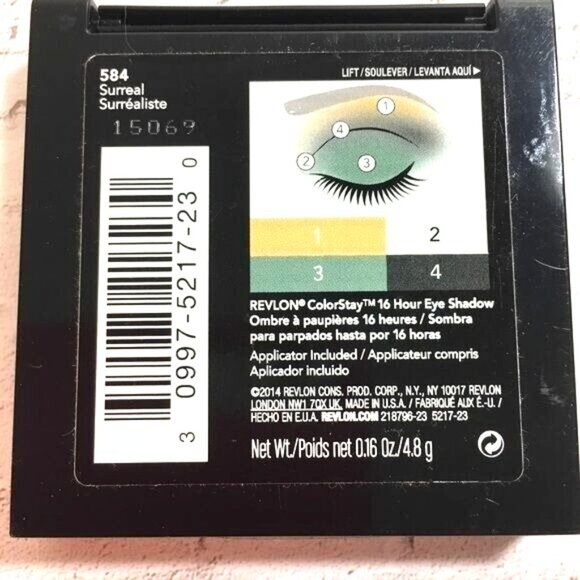 584
Surreal
Surréaliste
15069
LIFT / SOULEVER / LEVANTA AQUÍ ►
1
4
2
3
1
2
3
4
REVLON® ColorStay™ 16 Hour Eye Shadow
Ombre à paupières 16 heures / Sombra
para parpados hasta por 16 horas
Applicator Included / Applicateur compris
Aplicador incluido
©2014 REVLON CONS. PROD. CORP., N.Y., NY 10017 REVLON
LONDON NW1 7QX UK, MADE IN U.S.A. / FABRIQUÉ AUX É.-U. /
HECHO EN E.U.A. REVLON.COM 218796-23 5217-23
Net Wt./Poids net 0.16 Oz./4.8 g
3 0997-5217-23 0